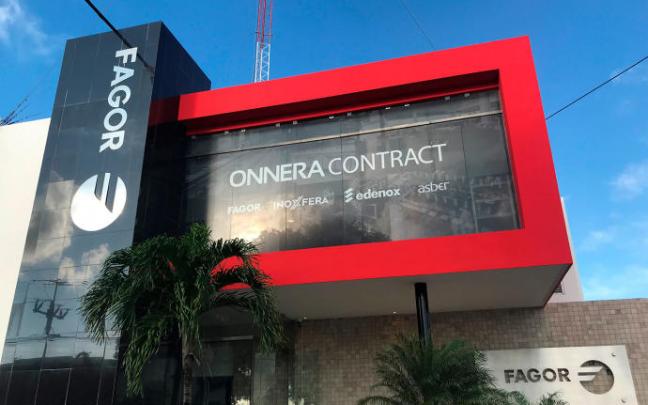 FAGOR
ONNERA CONTRACT
FAGOR INOXFERA edenox asber
FAGOR